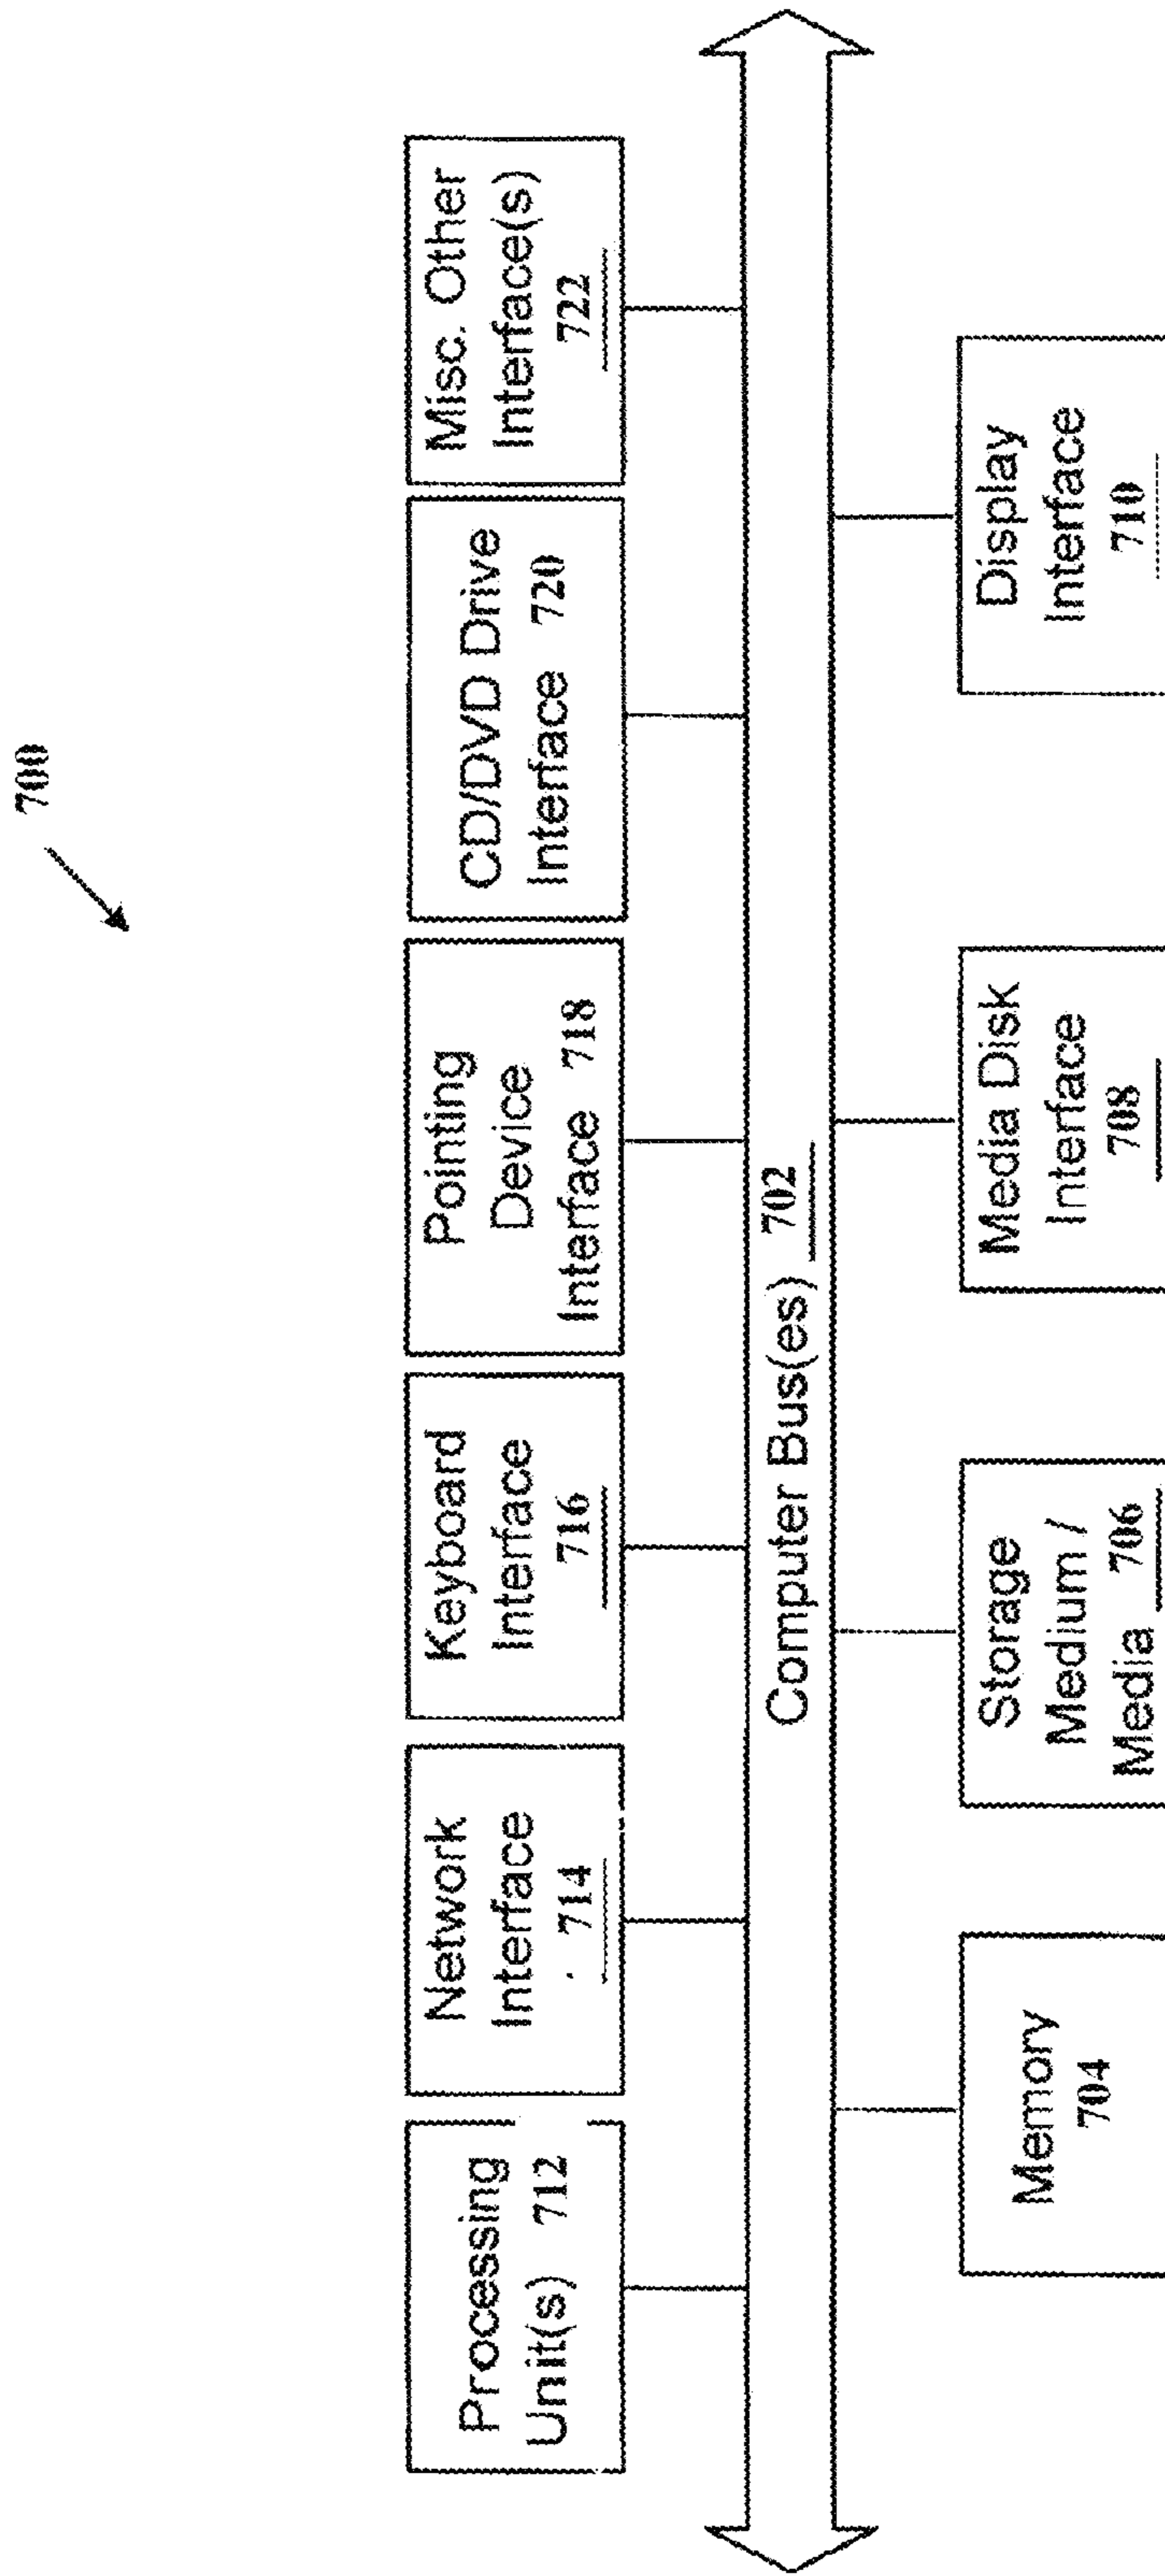 700
Processing
Unit(s) 712
Network
Interface
714
Keyboard
Interface
716
Pointing
Device
Interface 718
CD/DVD Drive
Interface 720
Misc. Other
Interface(s)
722
Computer Bus(es) 702
Memory
704
Storage
Medium /
Media 706
Media Disk
Interface
708
Display
Interface
710